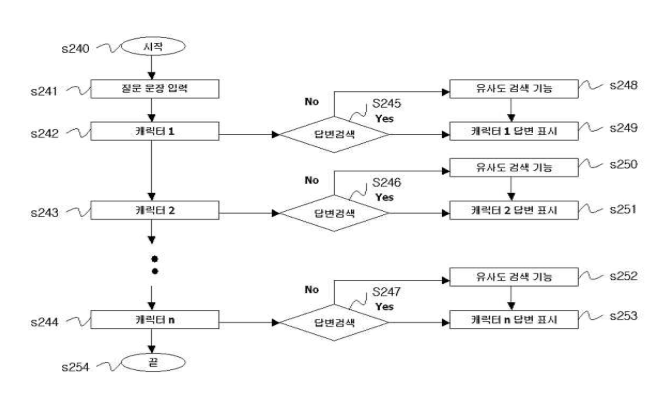 s240 시작
s241 질문 문장 입력
No S245 유사도 검색 기능 s248
s242 캐릭터 1 답변검색 Yes 캐릭터 1 답변 표시 s249
No S246 유사도 검색 기능 s250
s243 캐릭터 2 답변검색 Yes 캐릭터 2 답변 표시 s251
No S247 유사도 검색 기능 s252
s244 캐릭터 n 답변검색 Yes 캐릭터 n 답변 표시 s253
s254 끝